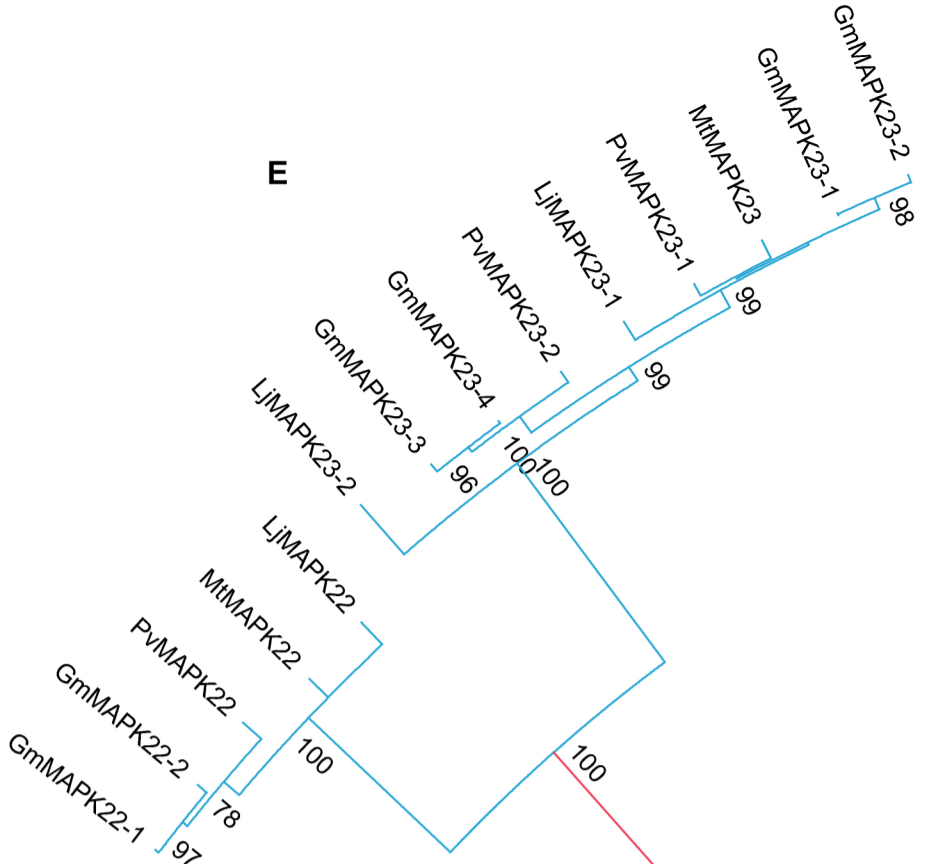 GmMAPK23-2
GmMAPK23-1
MtMAPK23
PvMAPK23-1
LjMAPK23-1
PvMAPK23-2
GmMAPK23-4
GmMAPK23-3
LjMAPK23-2
LjMAPK22
MtMAPK22
PvMAPK22
GmMAPK22-2
GmMAPK22-1
E
98
99
99
100
100
96
100
100
78
97